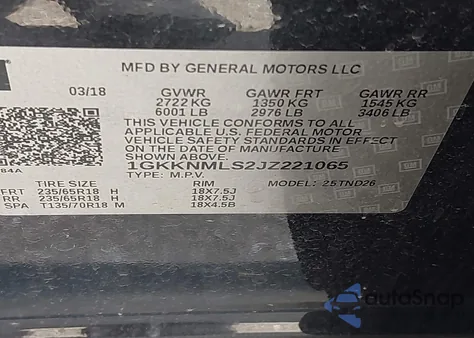 MFD BY GENERAL MOTORS LLC
03/18 GVWR GAWR FRT GAWR RR
2722 KG 1350 KG 1545 KG
6001 LB 2976 LB 3406 LB
THIS VEHICLE CONFORMS TO ALL
APPLICABLE U.S. FEDERAL MOTOR
VEHICLE SAFETY STANDARDS IN EFFECT
ON THE DATE OF MANUFACTURE
SHOWN ABOVE.
84A 1GKKNMLS2JZ221065
TYPE: M.P.V. MODEL: 25TND26
TIRE SIZE RIM
FRT 235/65R18 H 18X7.5J
RR 235/65R18 H 18X7.5J
SPA T135/70R18 M 18X4.5B
autoSnap